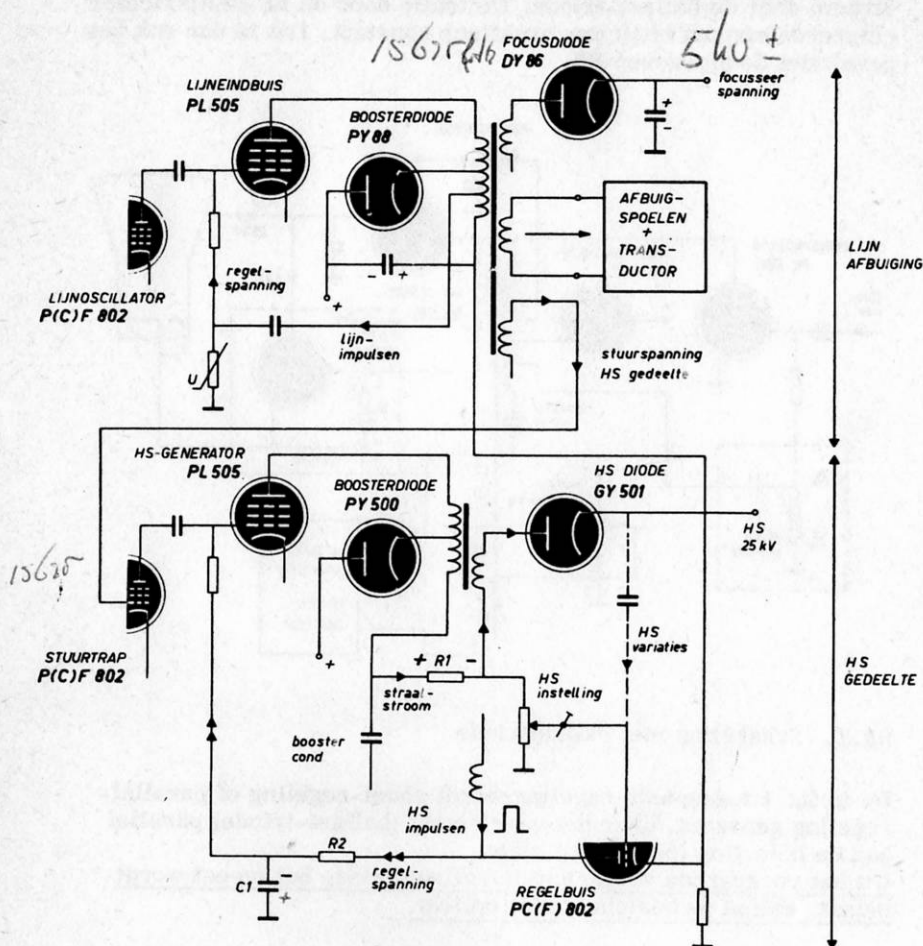 15625
5 kV +
FOCUSDIODE
DY 86
LIJNEINDBUIS
PL 505
BOOSTERDIODE
PY 88
focusseer
spanning
+
-
AFBUIG-
SPOELEN
+
TRANS-
DUCTOR
LIJN
AFBUIGING
regel-
spanning
- +
+
LIJNOSCILLATOR
P(C)F 802
lijn-
impulsen
U
stuurspanning
HS gedeelte
HS-GENERATOR
PL 505
BOOSTERDIODE
PY 500
HS DIODE
GY 501
HS
25 kV
15625
STUURTRAP
P(C)F 802
+
+ R1 -
straal-
stroom
HS
instelling
HS
variaties
HS
GEDEELTE
booster
cond
HS
impulsen
R2
C1
-
+
regel-
spanning
REGELBUIS
PC(F) 802